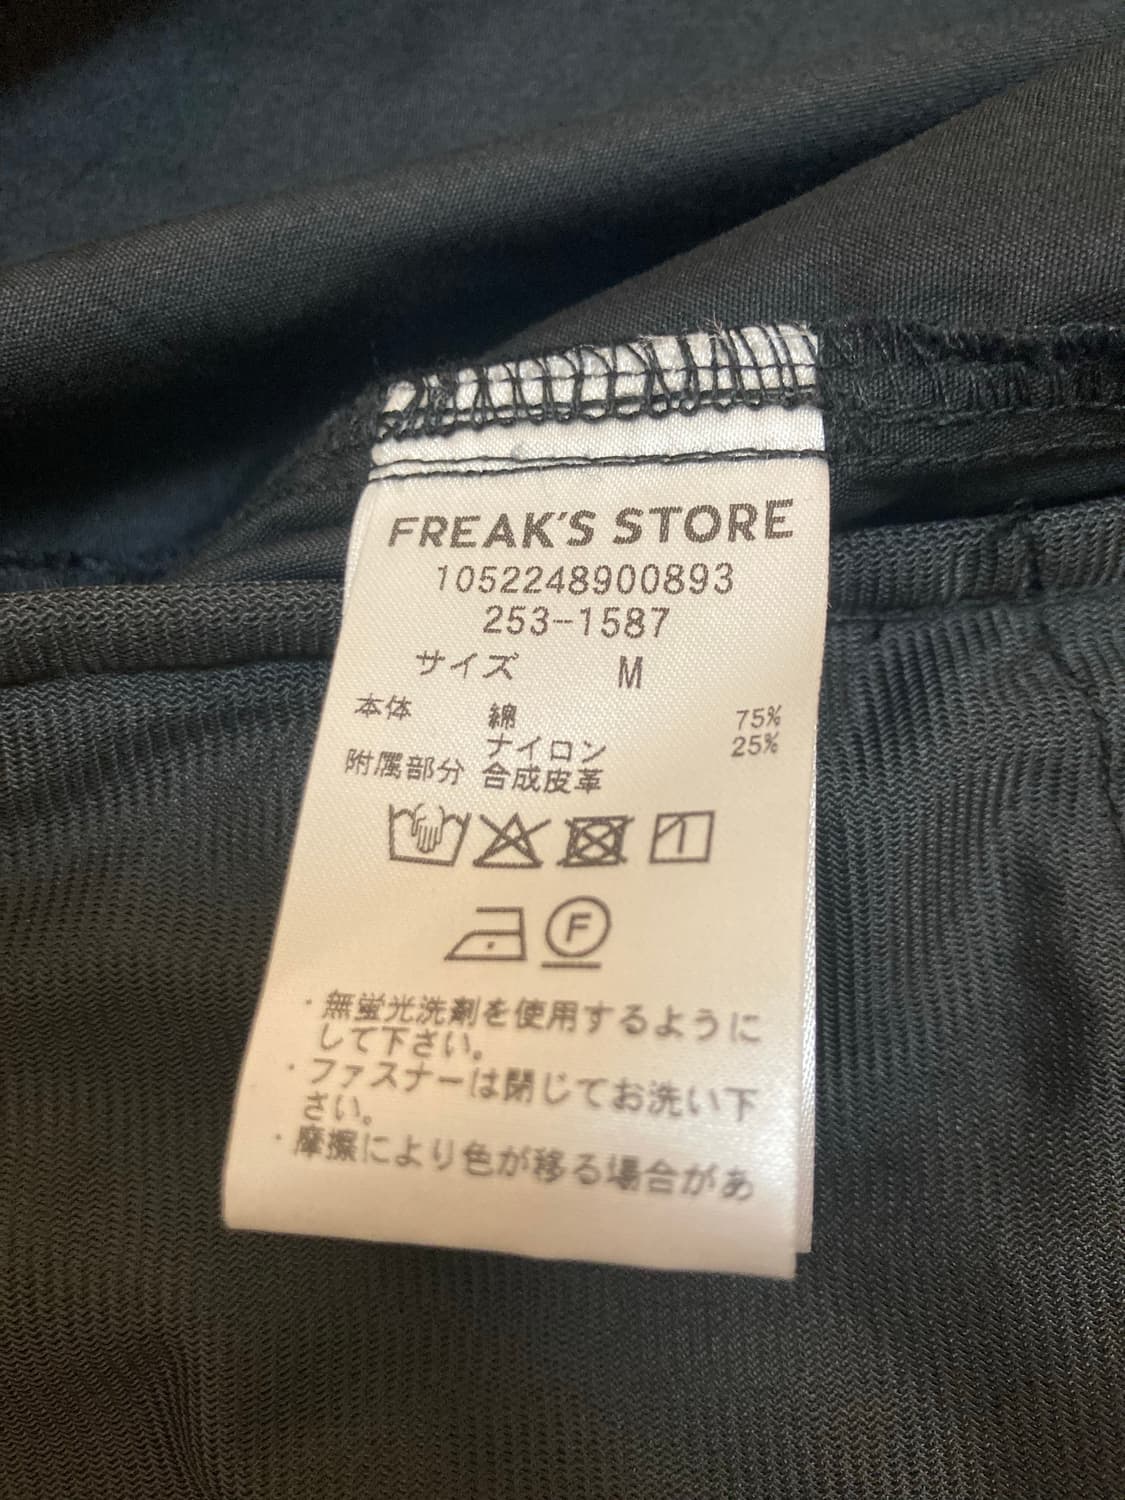 FREAK'S STORE
1052248900893
253-1587
サイズ M
本体 綿 75%
ナイロン 25%
附属部分 合成皮革
F
・無蛍光洗剤を使用するように
して下さい。
・ファスナーは閉じてお洗い下
さい。
・摩擦により色が移る場合があ